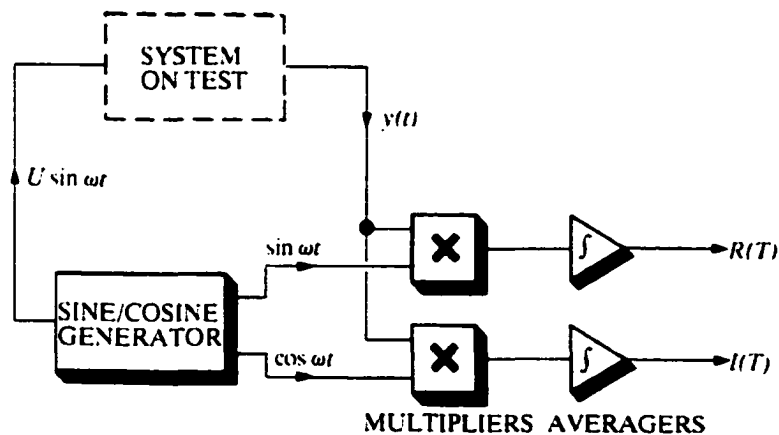 SYSTEM
ON TEST
y(t)
U sin ωt
sin ωt
R(T)
SINE/COSINE
GENERATOR
cos ωt
I(T)
MULTIPLIERS AVERAGERS